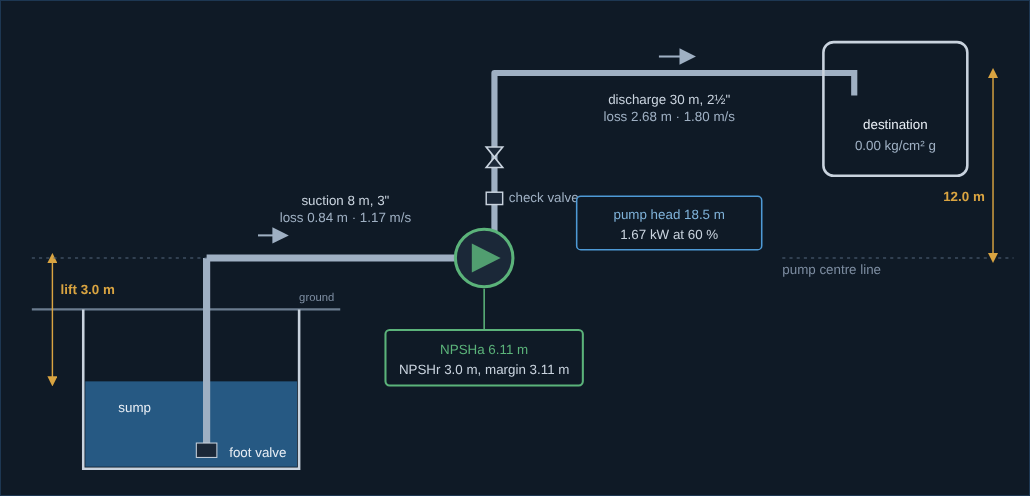 discharge 30 m, 2½"
loss 2.68 m · 1.80 m/s
destination
0.00 kg/cm² g
12.0 m
check valve
suction 8 m, 3"
loss 0.84 m · 1.17 m/s
pump head 18.5 m
1.67 kW at 60 %
pump centre line
lift 3.0 m
ground
NPSHa 6.11 m
NPSHr 3.0 m, margin 3.11 m
sump
foot valve